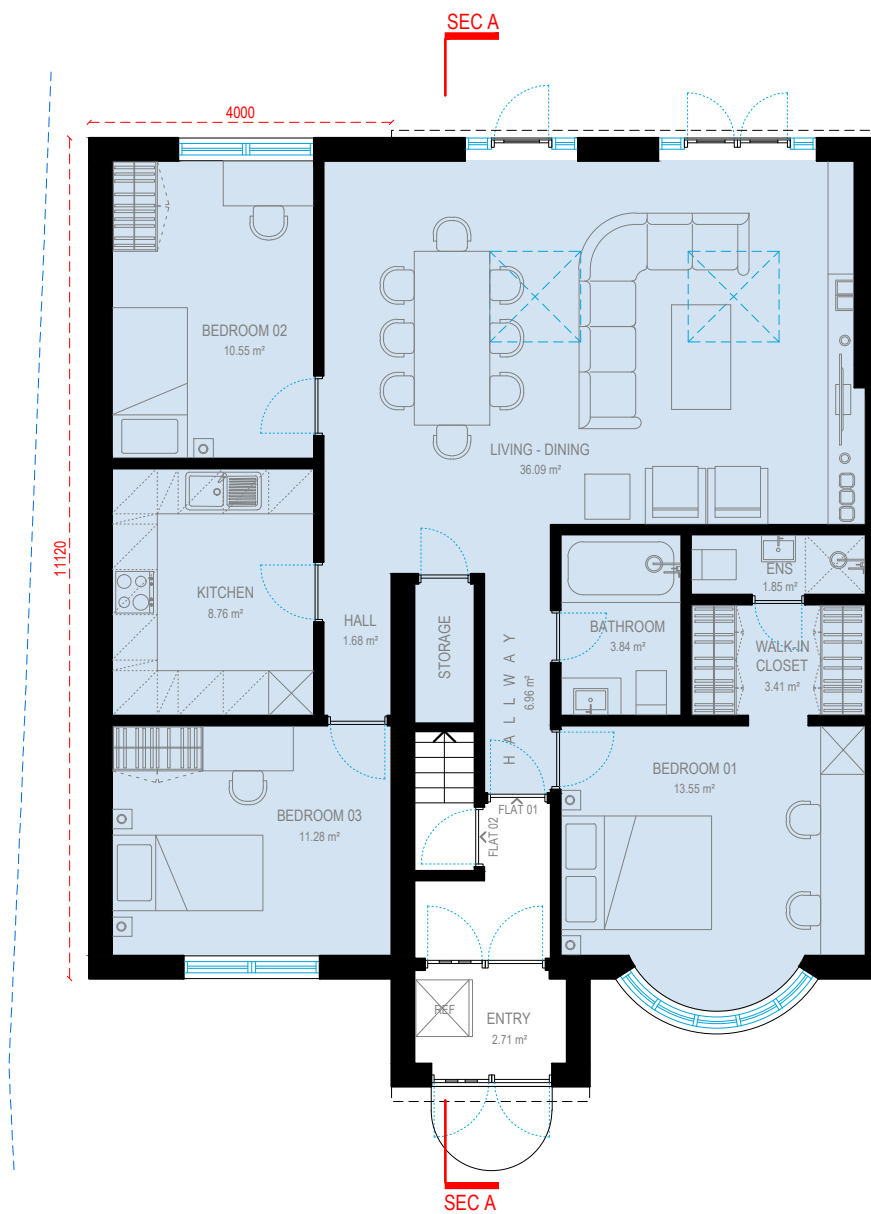 SEC A
4000
11120
BEDROOM 02
10.55 m²
LIVING - DINING
36.09 m²
KITCHEN
8.76 m²
HALL
1.68 m²
STORAGE
HALLWAY
6.96 m²
BATHROOM
3.84 m²
ENS
1.85 m²
WALK-IN
CLOSET
3.41 m²
BEDROOM 01
13.55 m²
BEDROOM 03
11.28 m²
FLAT 01
FLAT 02
REF
ENTRY
2.71 m²
SEC A